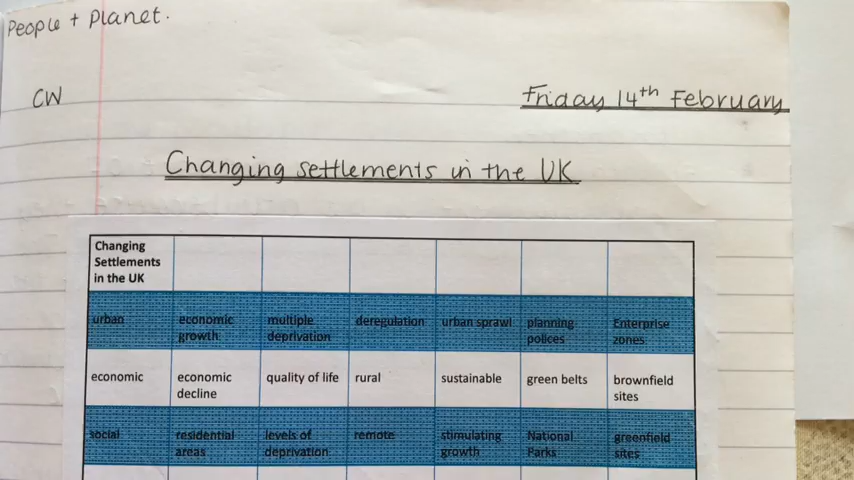 People + Planet.
CW
Friday 14th February
Changing settlements in the UK
Changing
Settlements
in the UK
urban economic growth multiple deprivation deregulation urban sprawl planning polices Enterprise zones
economic economic decline quality of life rural sustainable green belts brownfield sites
social residential areas levels of deprivation remote stimulating growth National Parks greenfield sites